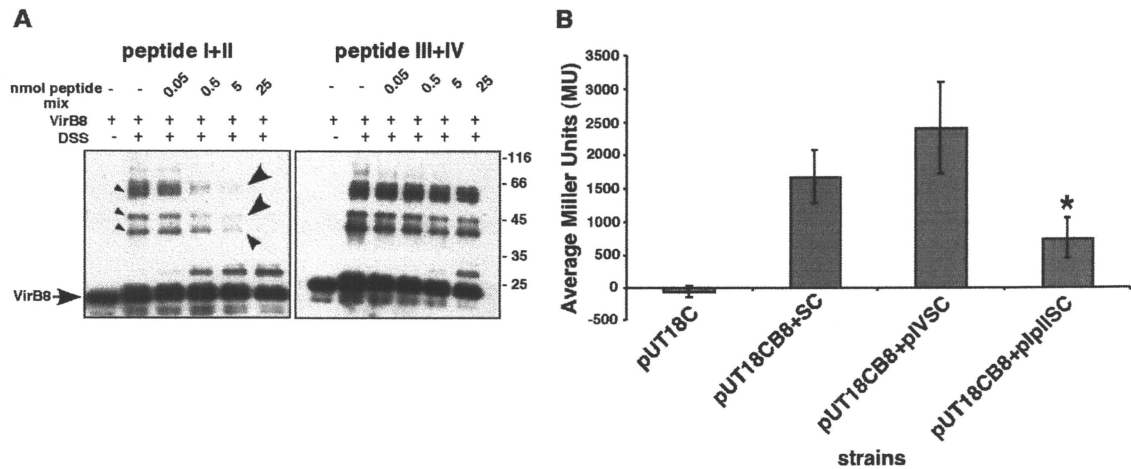 A
peptide I+II
peptide III+IV
nmol peptide mix
- - 0.05 0.5 5 25
- - 0.05 0.5 5 25
VirB8 + + + + + + + + + + + +
DSS - + + + + + - + + + + +
-116
-66
-45
-35
-25
VirB8
B
Average Miller Units (MU)
3500
3000
2500
2000
1500
1000
500
0
-500
*
pUT18C
pUT18CB8+SC
pUT18CB8+pIVSC
pUT18CB8+pIpIISC
strains